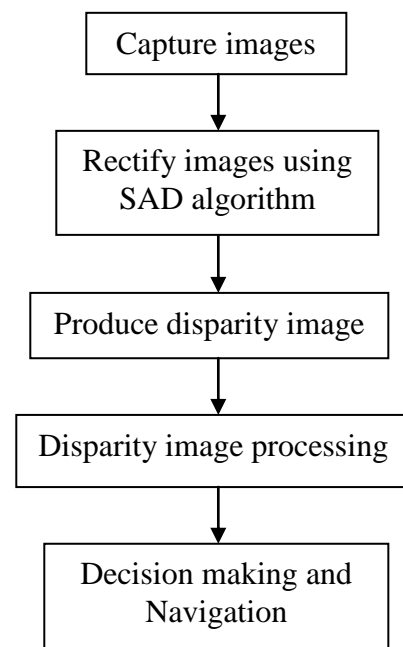 Capture images
Rectify images using
SAD algorithm
Produce disparity image
Disparity image processing
Decision making and
Navigation